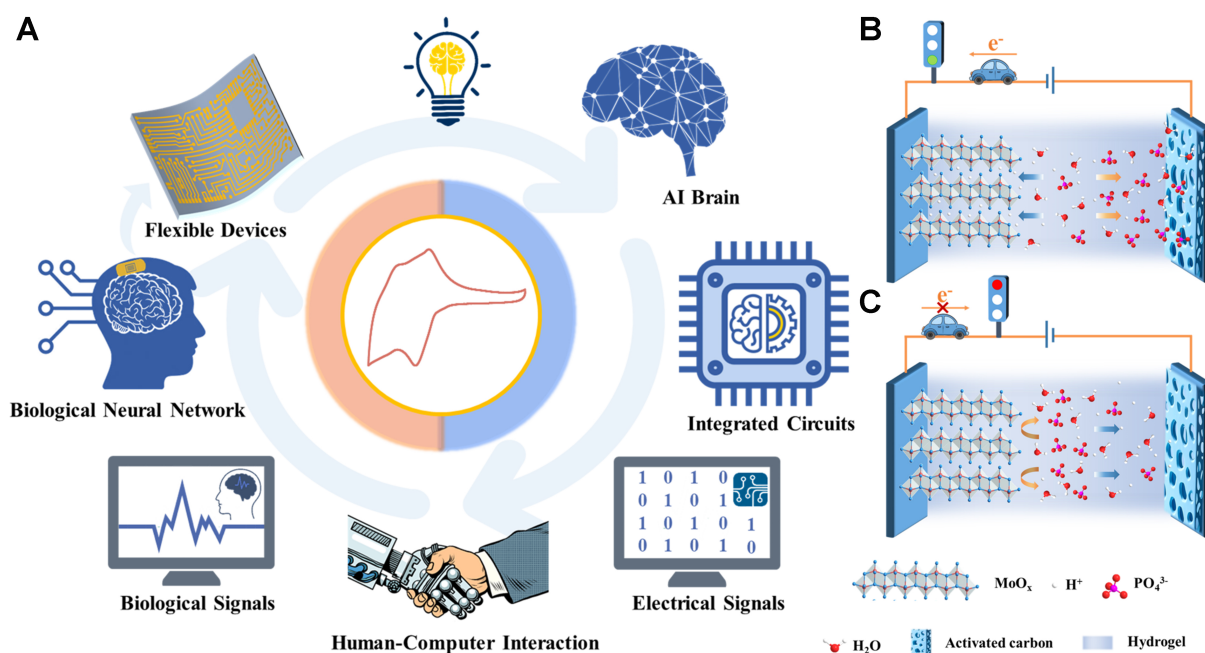 A
AI Brain
Flexible Devices
Biological Neural Network
Integrated Circuits
1 0 1 0
0 1 0 1
1 0 1 0 1
0 1 0 1 0
Biological Signals
Electrical Signals
Human-Computer Interaction
B
e⁻
C
e⁻
MoOₓ
H⁺
PO₄³⁻
H₂O
Activated carbon
Hydrogel